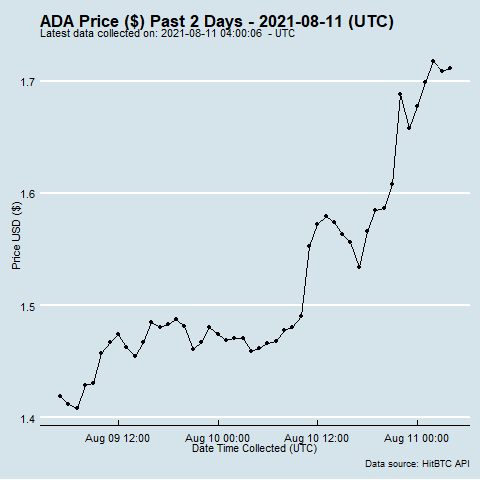 ADA Price ($) Past 2 Days - 2021-08-11 (UTC)
Latest data collected on: 2021-08-11 04:00:06 - UTC
1.7
1.6
Price USD ($)
1.5
1.4
Aug 09 12:00 Aug 10 00:00 Aug 10 12:00 Aug 11 00:00
Date Time Collected (UTC)
Data source: HitBTC API